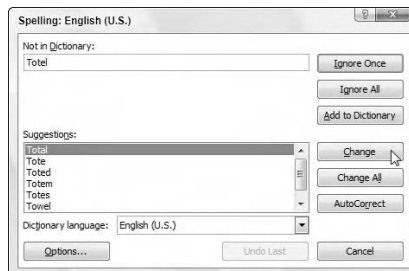 Spelling: English (U.S.)
Not in Dictionary:
Totel
Ignore Once
Ignore All
Add to Dictionary
Suggestions:
Total
Tote
Toted
Totem
Totes
Towel
Change
Change All
AutoCorrect
Dictionary language: English (U.S.)
Options...
Undo Last
Cancel